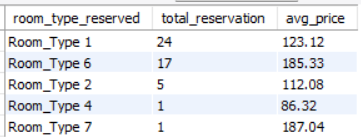 room_type_reserved total_reservation avg_price
Room_Type 1 24 123.12
Room_Type 6 17 185.33
Room_Type 2 5 112.08
Room_Type 4 1 86.32
Room_Type 7 1 187.04